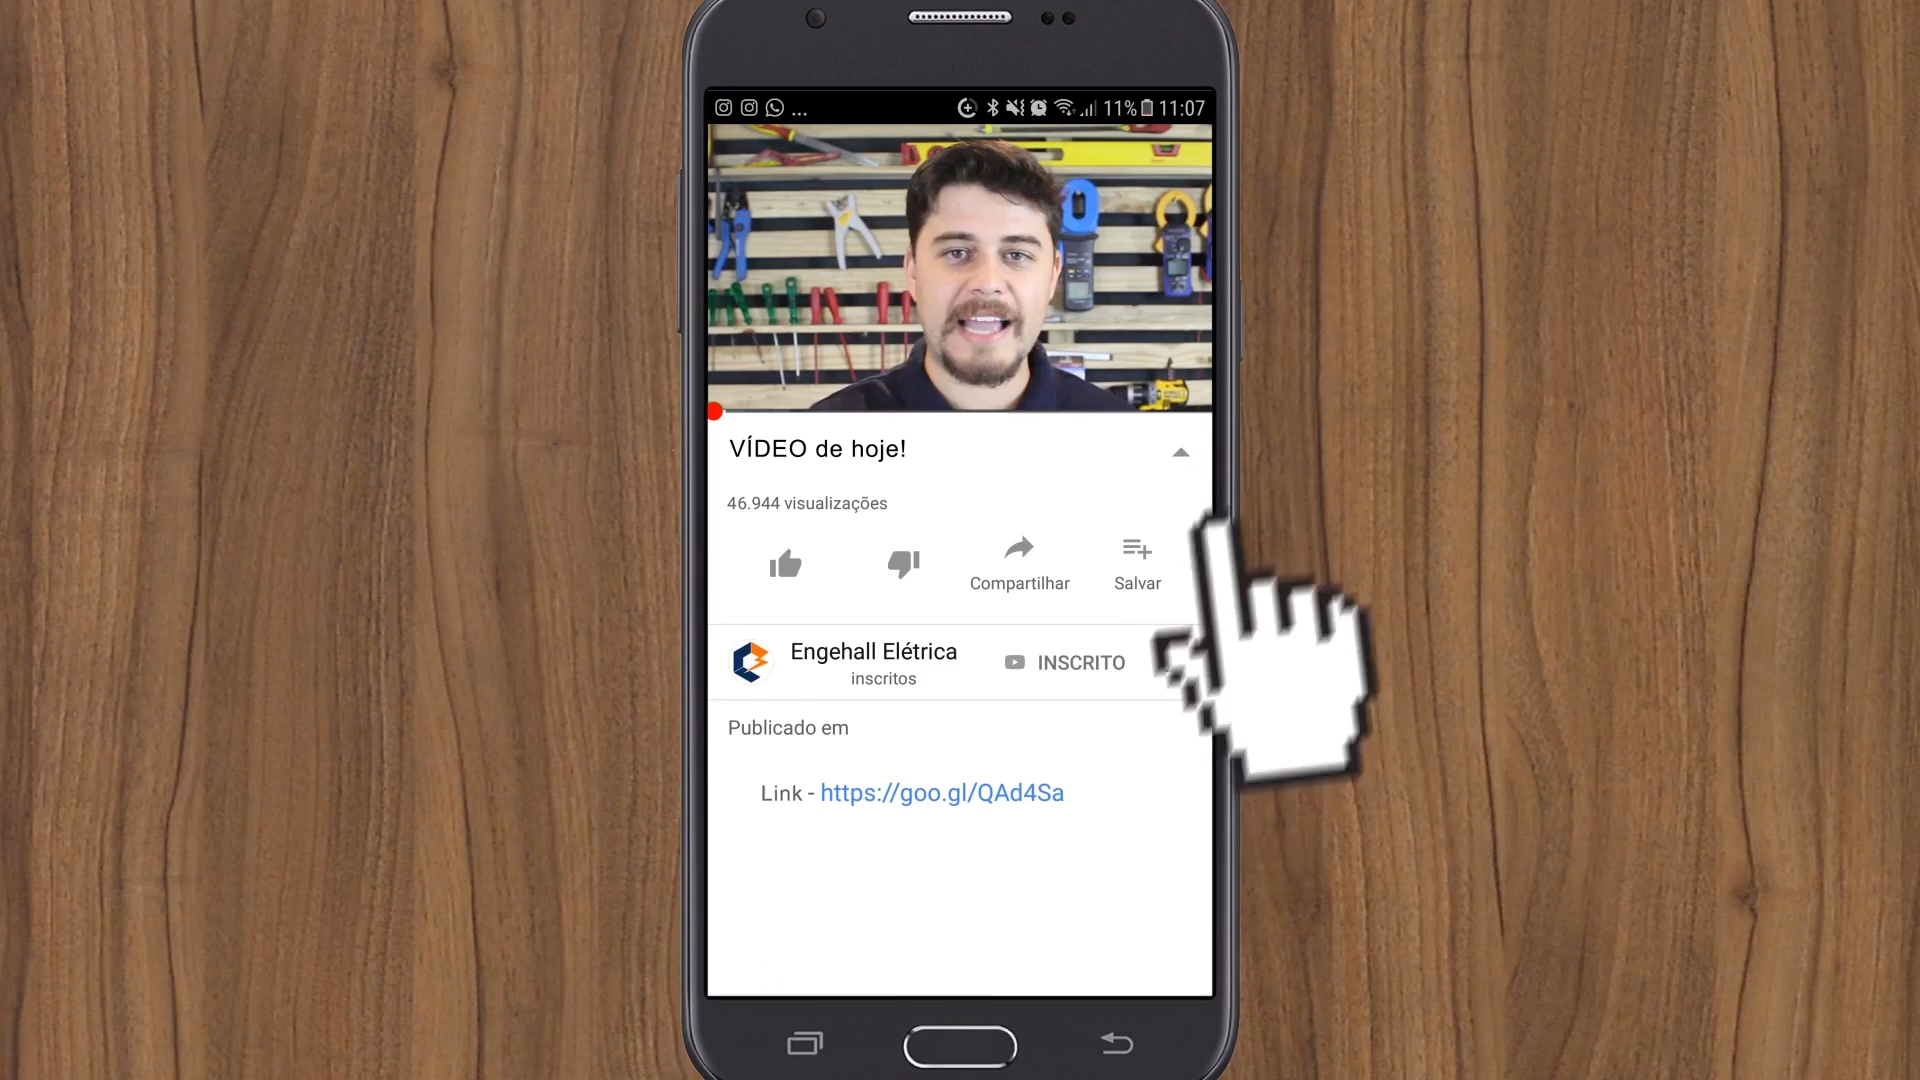 ... 11% 11:07
VÍDEO de hoje!
46.944 visualizações
Compartilhar Salvar
Engehall Elétrica
inscritos
INSCRITO
Publicado em
Link - https://goo.gl/QAd4Sa